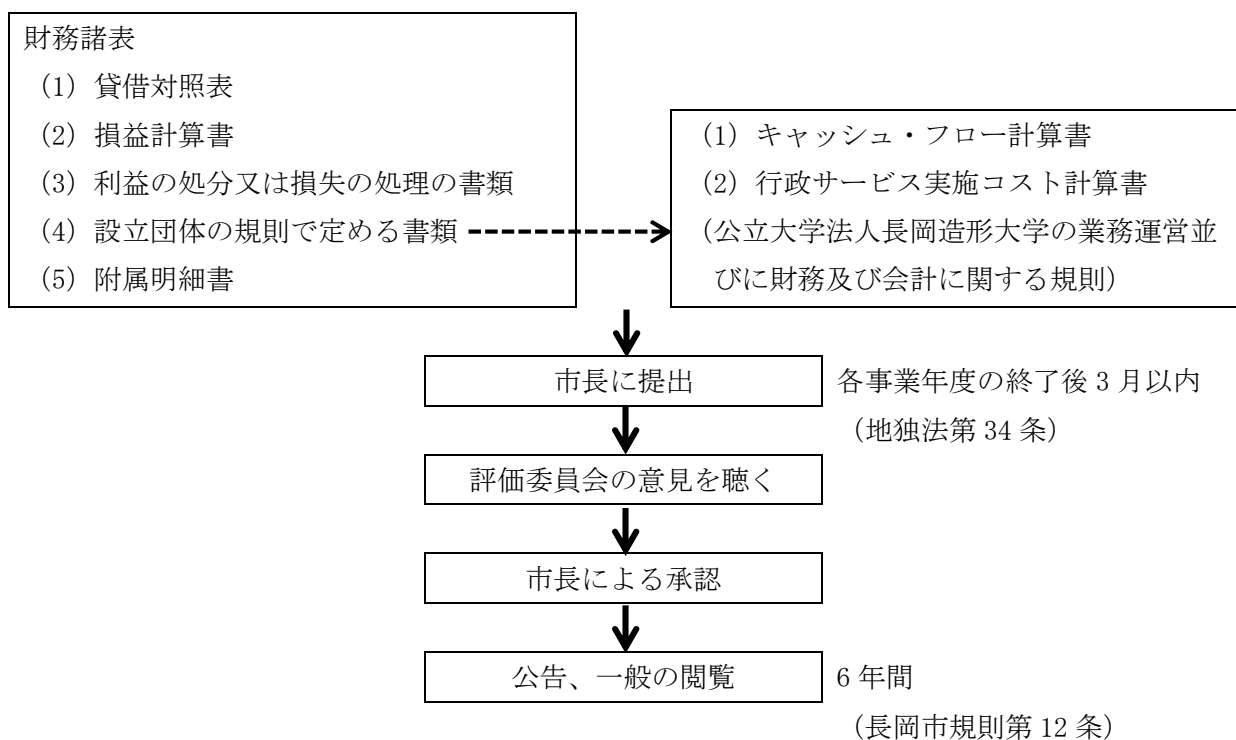 財務諸表
(1) 貸借対照表
(2) 損益計算書
(3) 利益の処分又は損失の処理の書類
(4) 設立団体の規則で定める書類
(5) 附属明細書
(1) キャッシュ・フロー計算書
(2) 行政サービス実施コスト計算書
(公立大学法人長岡造形大学の業務運営並
びに財務及び会計に関する規則)
市長に提出
各事業年度の終了後 3 月以内
(地独法第 34 条)
評価委員会の意見を聴く
市長による承認
公告、一般の閲覧
6 年間
(長岡市規則第 12 条)